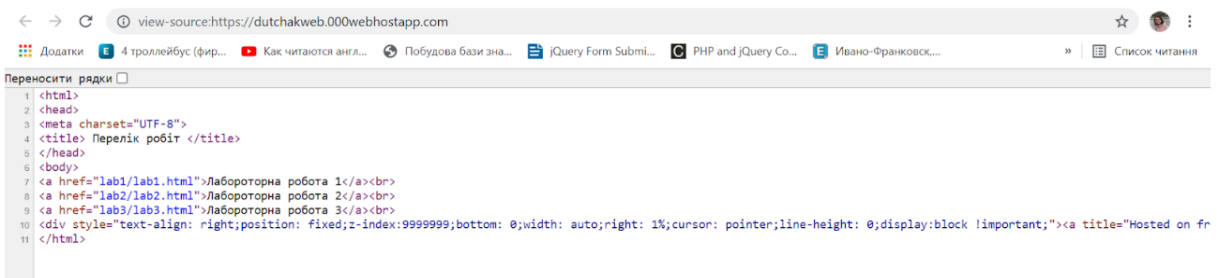 view-source:https://dutchakweb.000webhostapp.com
Додатки 4 троллейбус (фир... Как читаются англ... Побудова бази зна... jQuery Form Submi... PHP and jQuery Co... Ивано-Франковск,... » Список читання
Переносити рядки
1 <html>
2 <head>
3 <meta charset="UTF-8">
4 <title> Перелік робіт </title>
5 </head>
6 <body>
7 <a href="lab1/lab1.html">Лабороторна робота 1</a><br>
8 <a href="lab2/lab2.html">Лабороторна робота 2</a><br>
9 <a href="lab3/lab3.html">Лабороторна робота 3</a><br>
10 <div style="text-align: right;position: fixed;z-index:9999999;bottom: 0;width: auto;right: 1%;cursor: pointer;line-height: 0;display:block !important;"><a title="Hosted on fr
11 </html>